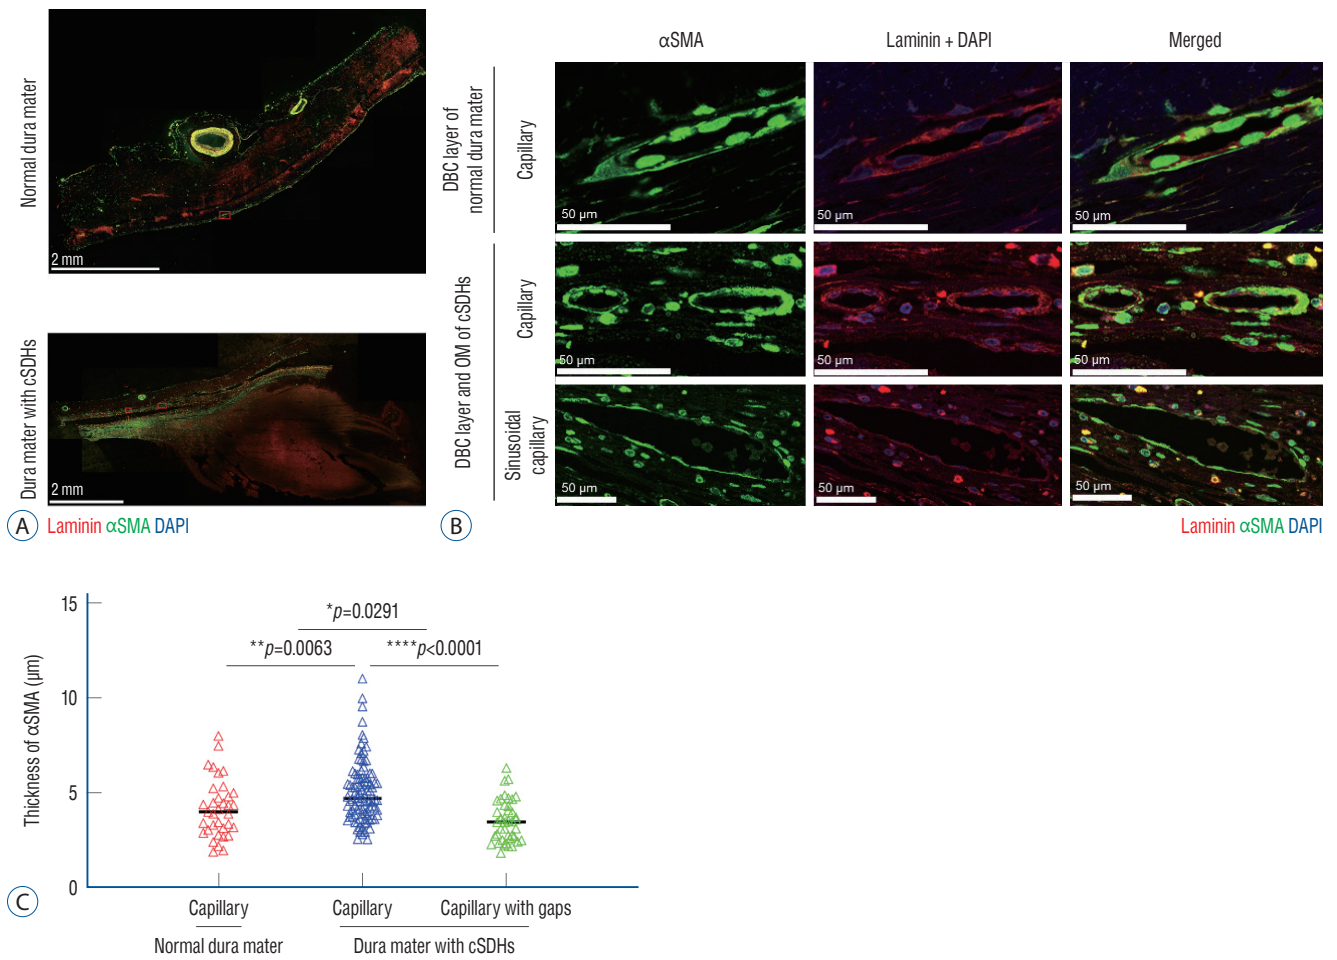 Normal dura mater
2 mm
Dura mater with cSDHs
2 mm
A Laminin αSMA DAPI
αSMA Laminin + DAPI Merged
DBC layer of
normal dura mater
Capillary
50 µm 50 µm 50 µm
DBC layer and OM of cSDHs
Capillary
50 µm 50 µm 50 µm
Sinusoidal
capillary
50 µm 50 µm 50 µm
B
Laminin αSMA DAPI
C
Thickness of αSMA (µm)
15
10
5
0
*p=0.0291
**p=0.0063 ****p<0.0001
Capillary Capillary Capillary with gaps
Normal dura mater Dura mater with cSDHs